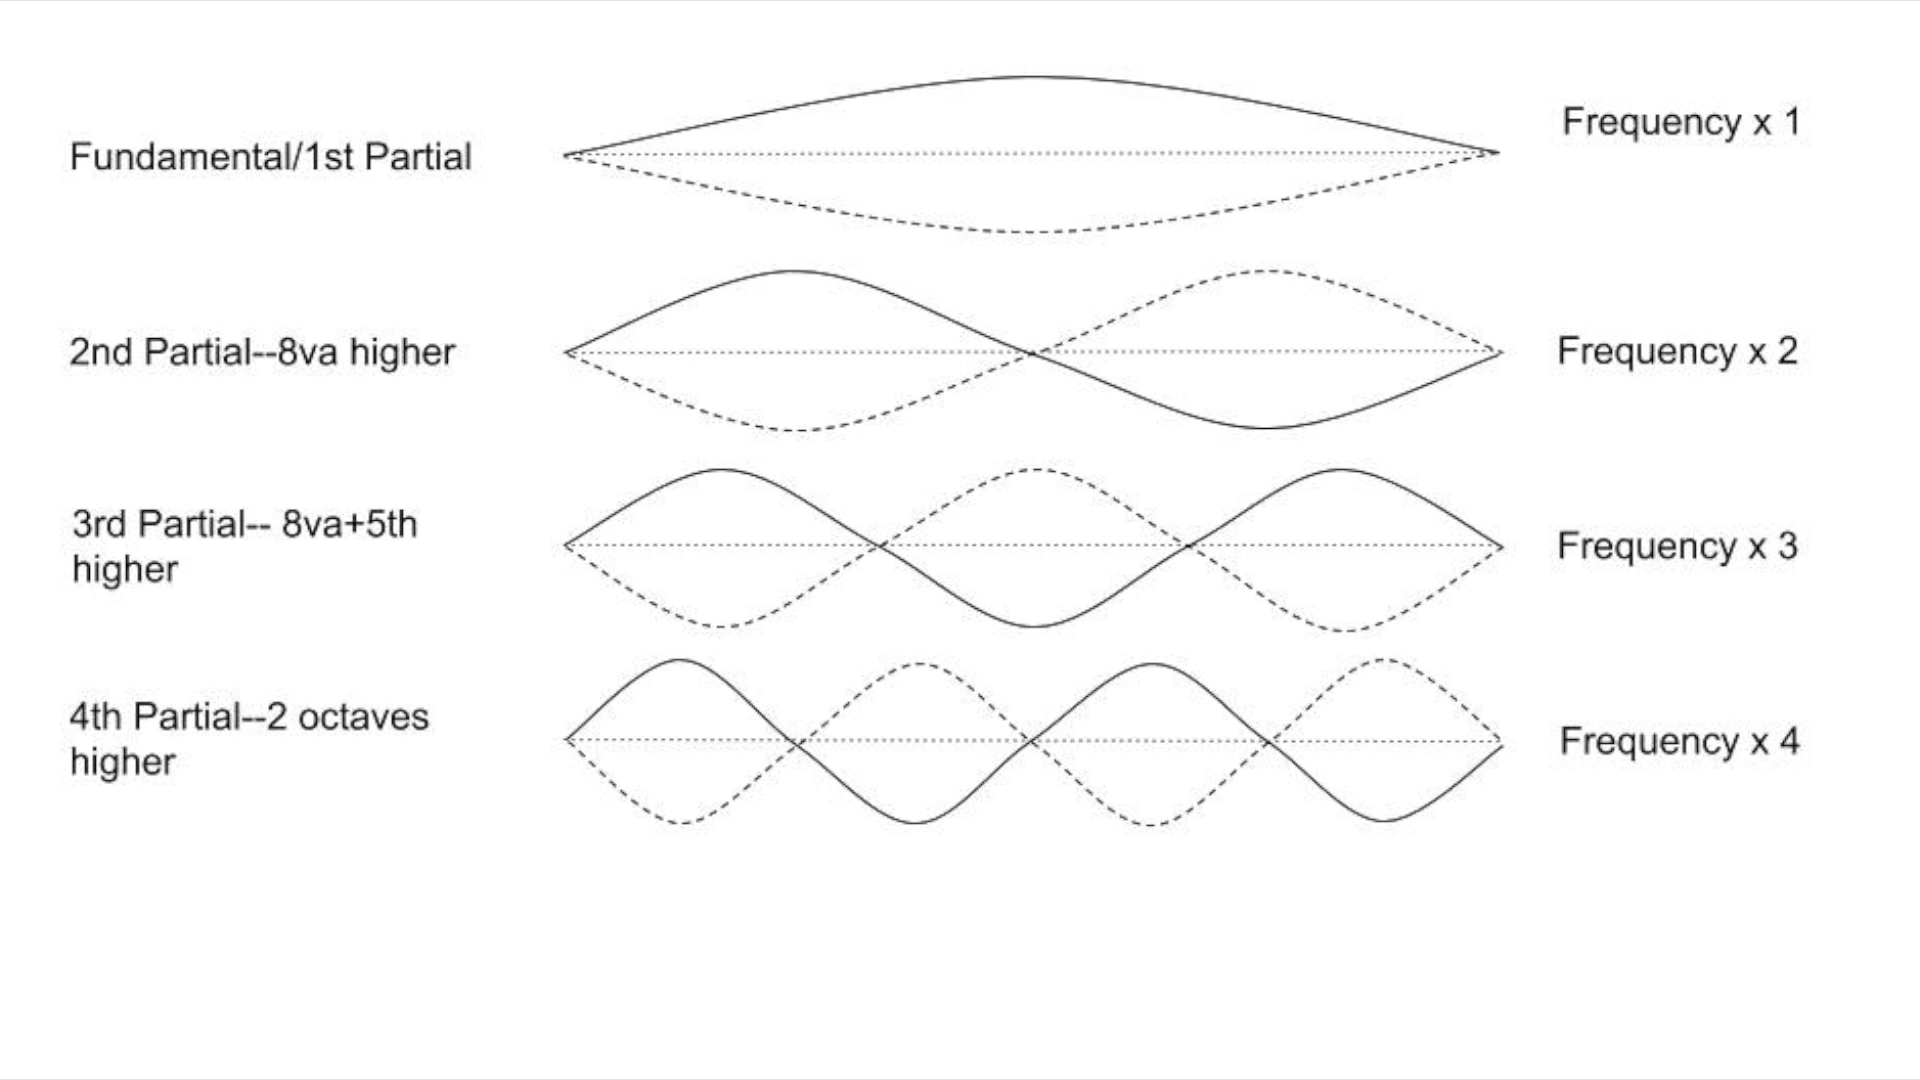 Fundamental/1st Partial
Frequency x 1
2nd Partial--8va higher
Frequency x 2
3rd Partial-- 8va+5th
higher
Frequency x 3
4th Partial--2 octaves
higher
Frequency x 4